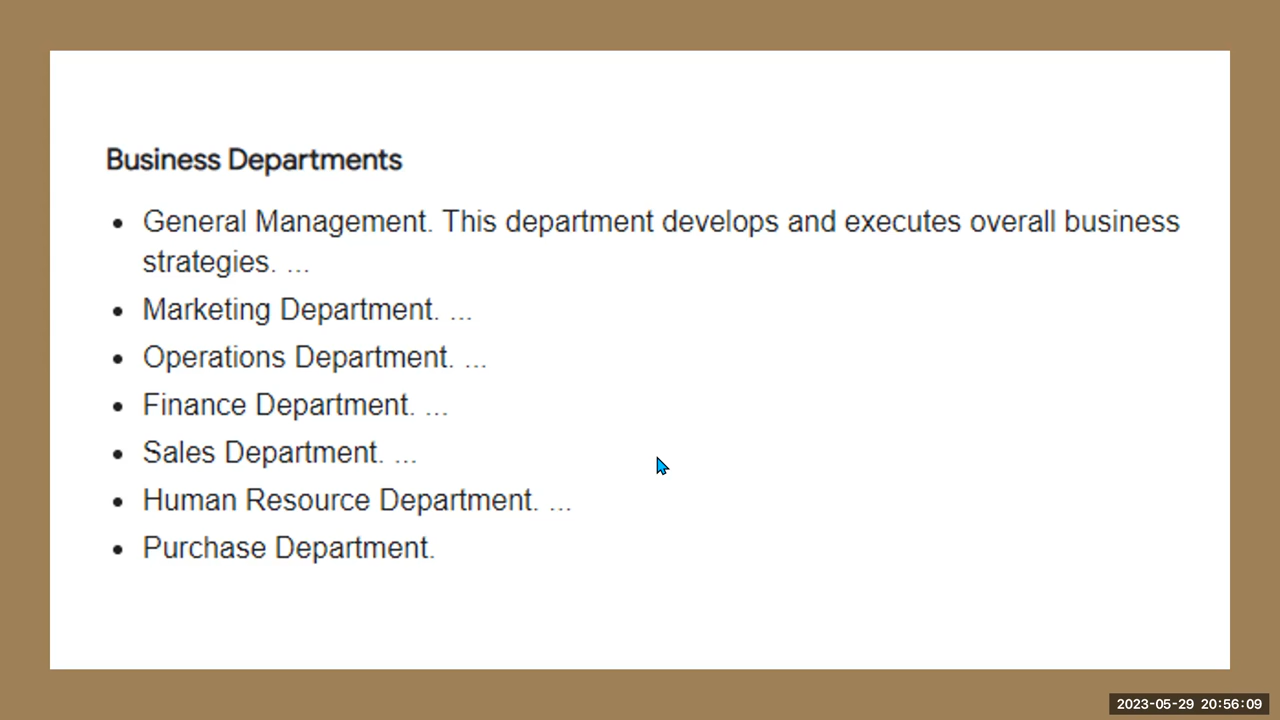 Business Departments
• General Management. This department develops and executes overall business
strategies. ...
• Marketing Department. ...
• Operations Department. ...
• Finance Department. ...
• Sales Department. ...
• Human Resource Department. ...
• Purchase Department.
2023-05-29 20:56:09